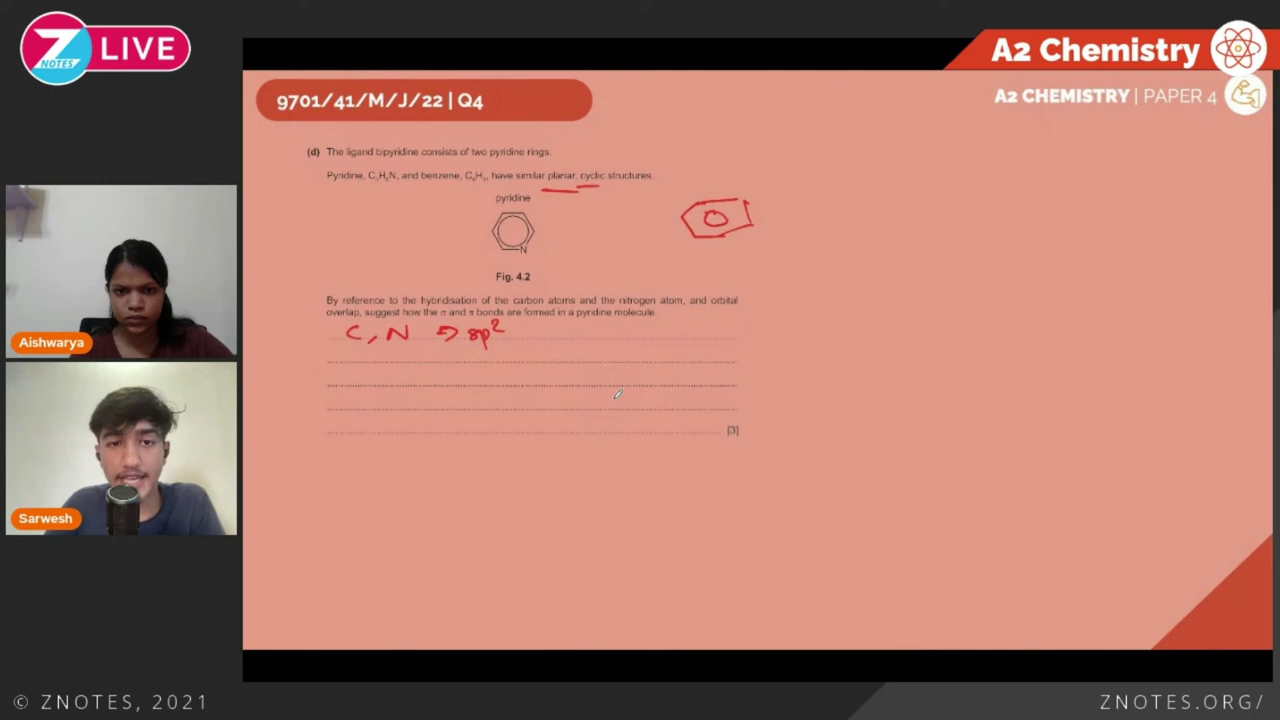 Z NOTES LIVE
A2 Chemistry
9701/41/M/J/22 | Q4
A2 CHEMISTRY | PAPER 4
(d) The ligand bipyridine consists of two pyridine rings.
Pyridine, C₅H₅N, and benzene, C₆H₆, have similar planar, cyclic structures.
pyridine
N
Fig. 4.2
By reference to the hybridisation of the carbon atoms and the nitrogen atom, and orbital
overlap, suggest how the σ and π bonds are formed in a pyridine molecule.
C, N ⇒ sp²
[3]
Aishwarya
Sarwesh
© ZNOTES, 2021
ZNOTES.ORG/